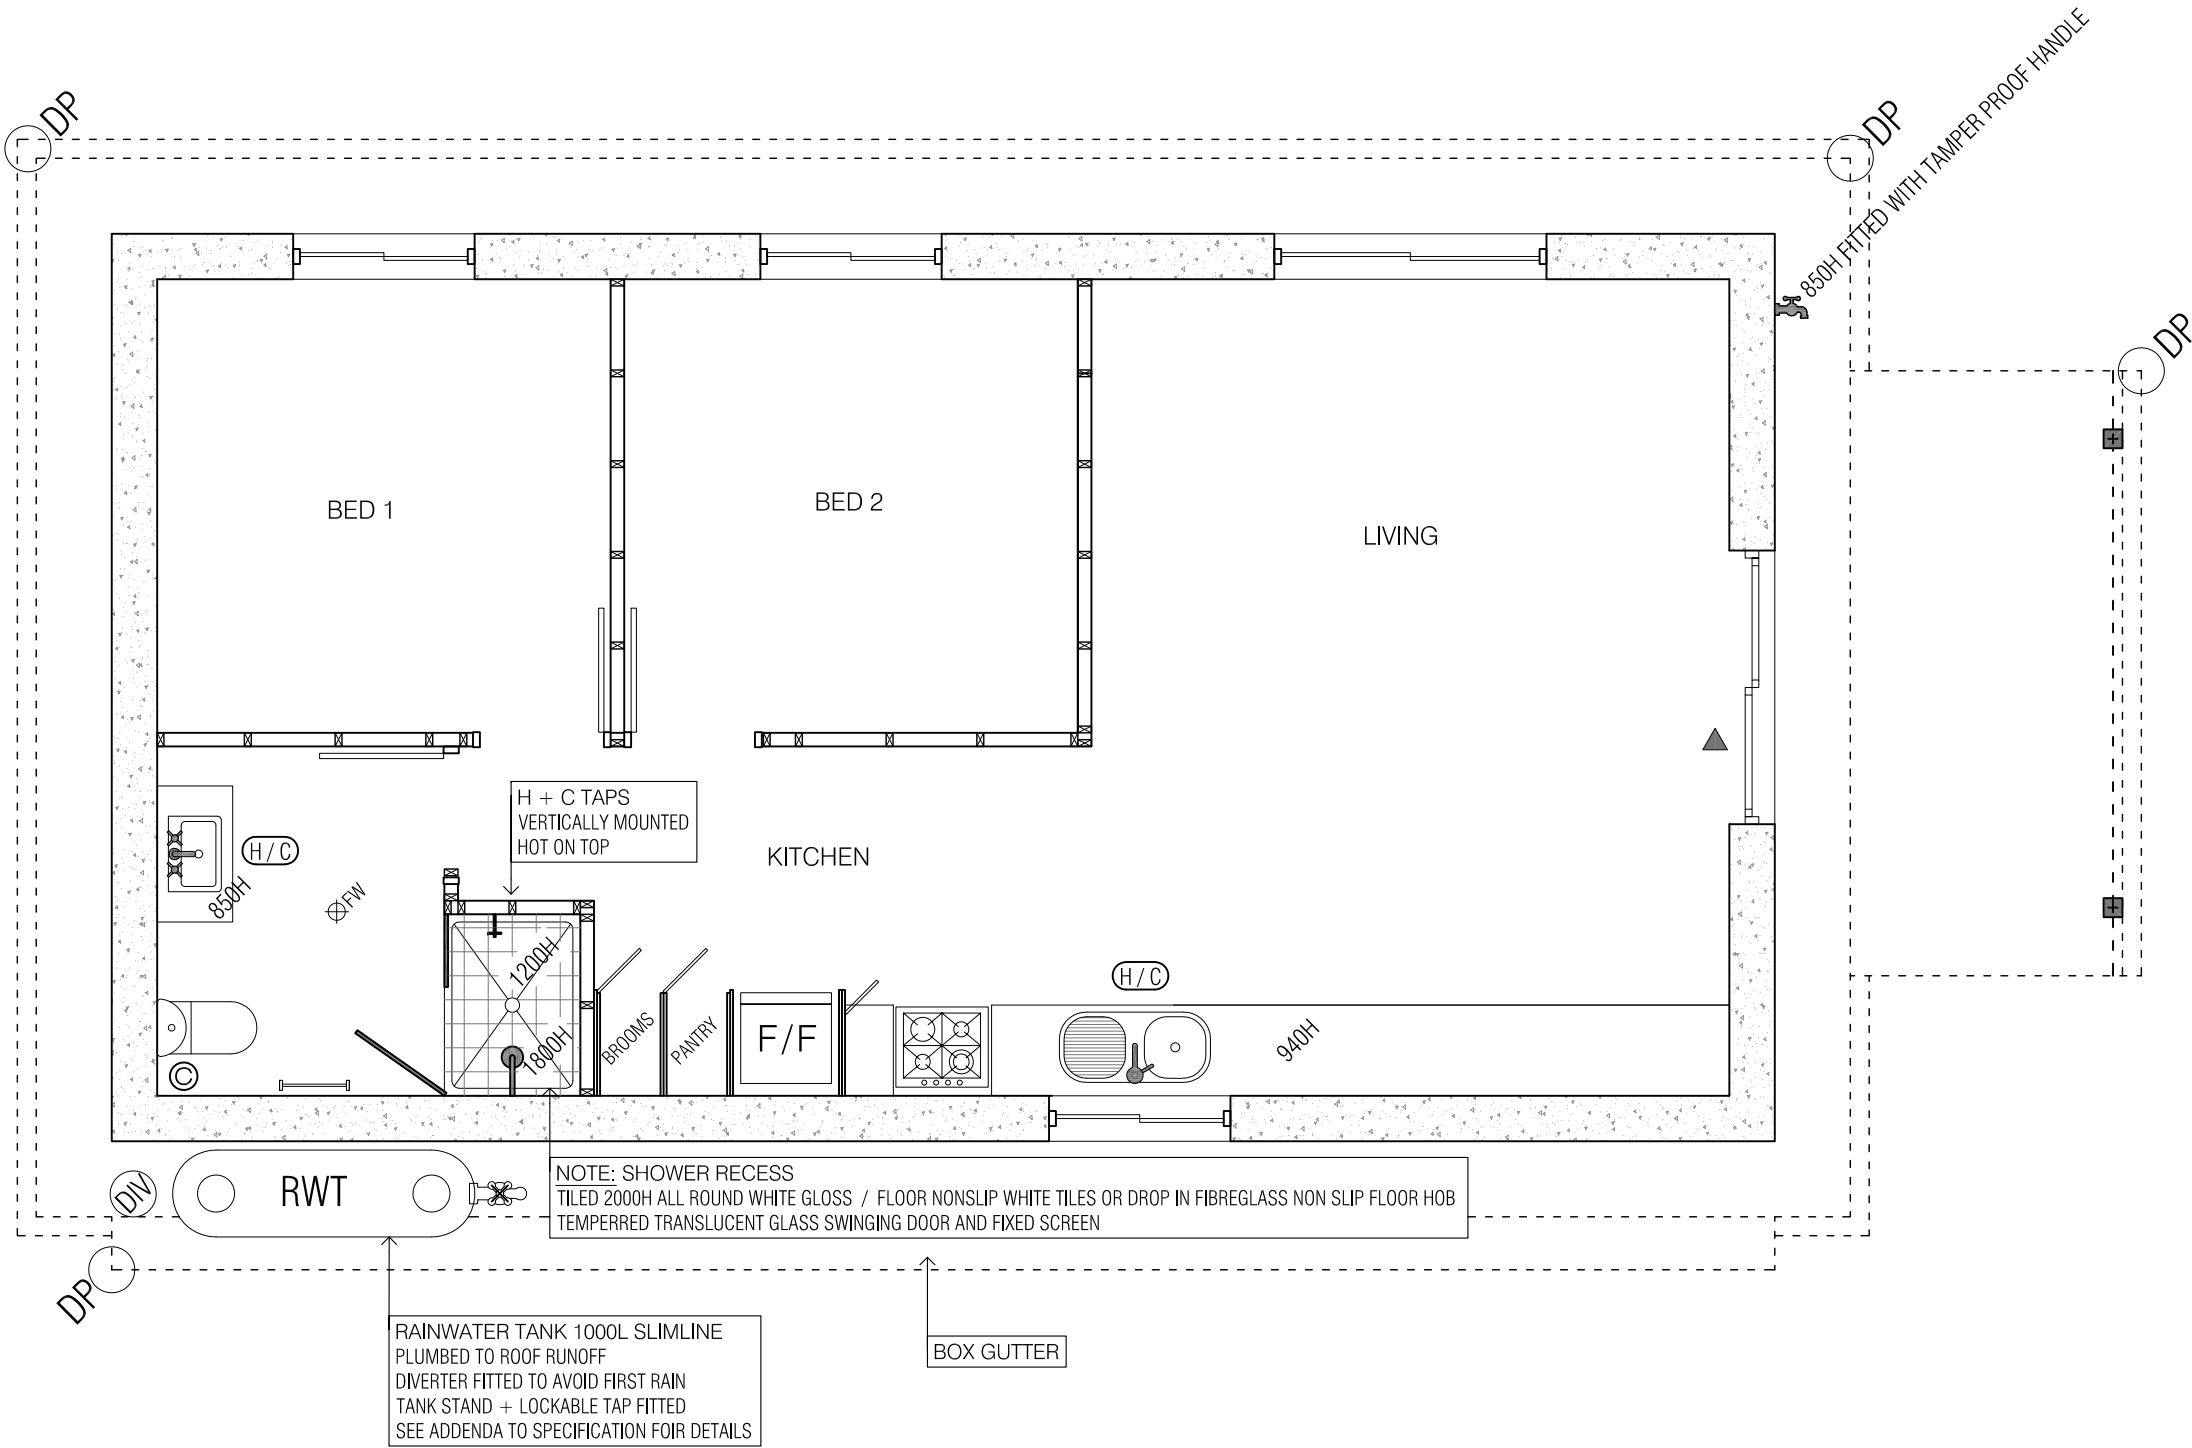 850H FITTED WITH TAMPER PROOF HANDLE
DP
DP
DP
BED 1
BED 2
LIVING
H + C TAPS
VERTICALLY MOUNTED
HOT ON TOP
KITCHEN
H/C
850H
FW
1200H
H/C
1800H
BROOMS
PANTRY
F/F
940H
C
DIV
RWT
NOTE: SHOWER RECESS
TILED 2000H ALL ROUND WHITE GLOSS / FLOOR NONSLIP WHITE TILES OR DROP IN FIBREGLASS NON SLIP FLOOR HOB
TEMPERRED TRANSLUCENT GLASS SWINGING DOOR AND FIXED SCREEN
DP
RAINWATER TANK 1000L SLIMLINE
PLUMBED TO ROOF RUNOFF
DIVERTER FITTED TO AVOID FIRST RAIN
TANK STAND + LOCKABLE TAP FITTED
SEE ADDENDA TO SPECIFICATION FOIR DETAILS
BOX GUTTER